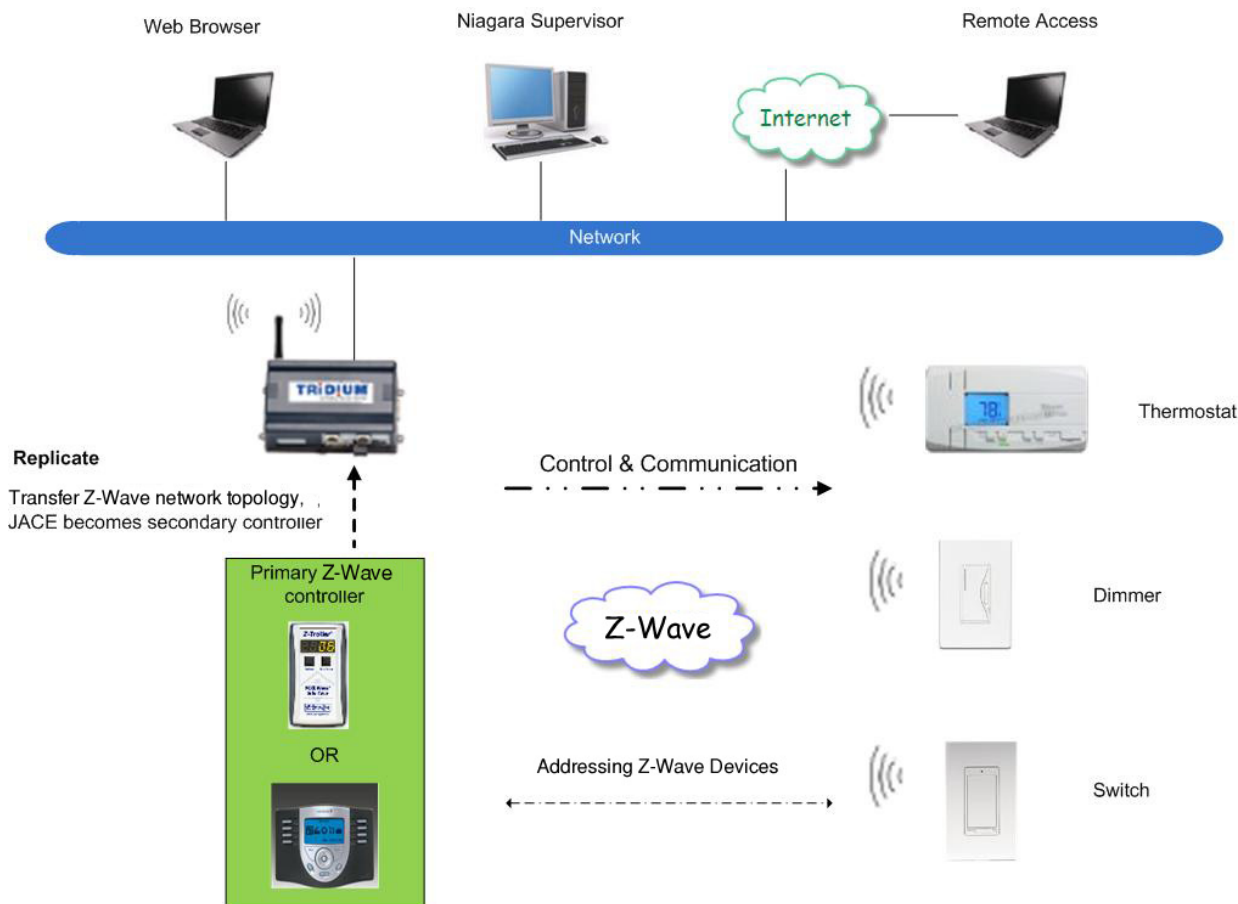 Web Browser
Niagara Supervisor
Remote Access
Internet
Network
TRIDIUM
78
Thermostat
Replicate
Control & Communication
Transfer Z-Wave network topology, ,
JACE becomes secondary controller
Primary Z-Wave
controller
Z-Wave
Dimmer
06
OR
Addressing Z-Wave Devices
Switch